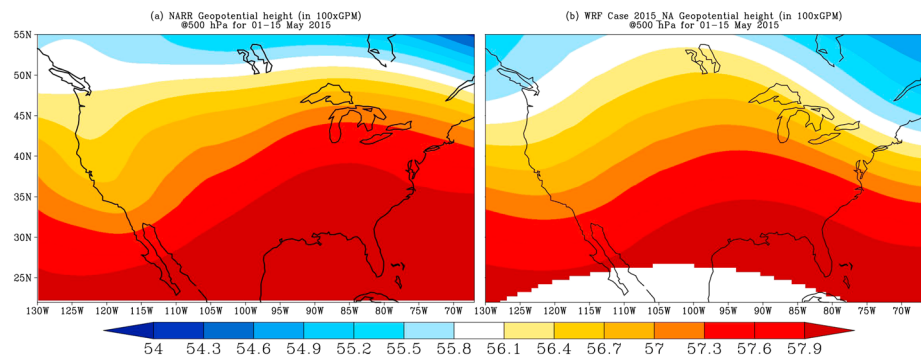 (a) NARR Geopotential height (in 100xGPM)
@500 hPa for 01-15 May 2015
(b) WRF Case 2015_NA Geopotential height (in 100xGPM)
@500 hPa for 01-15 May 2015
55N
50N
45N
40N
35N
30N
25N
130W 125W 120W 115W 110W 105W 100W 95W 90W 85W 80W 75W 70W
55N
50N
45N
40N
35N
30N
25N
130W 125W 120W 115W 110W 105W 100W 95W 90W 85W 80W 75W 70W
54 54.3 54.6 54.9 55.2 55.5 55.8 56.1 56.4 56.7 57 57.3 57.6 57.9